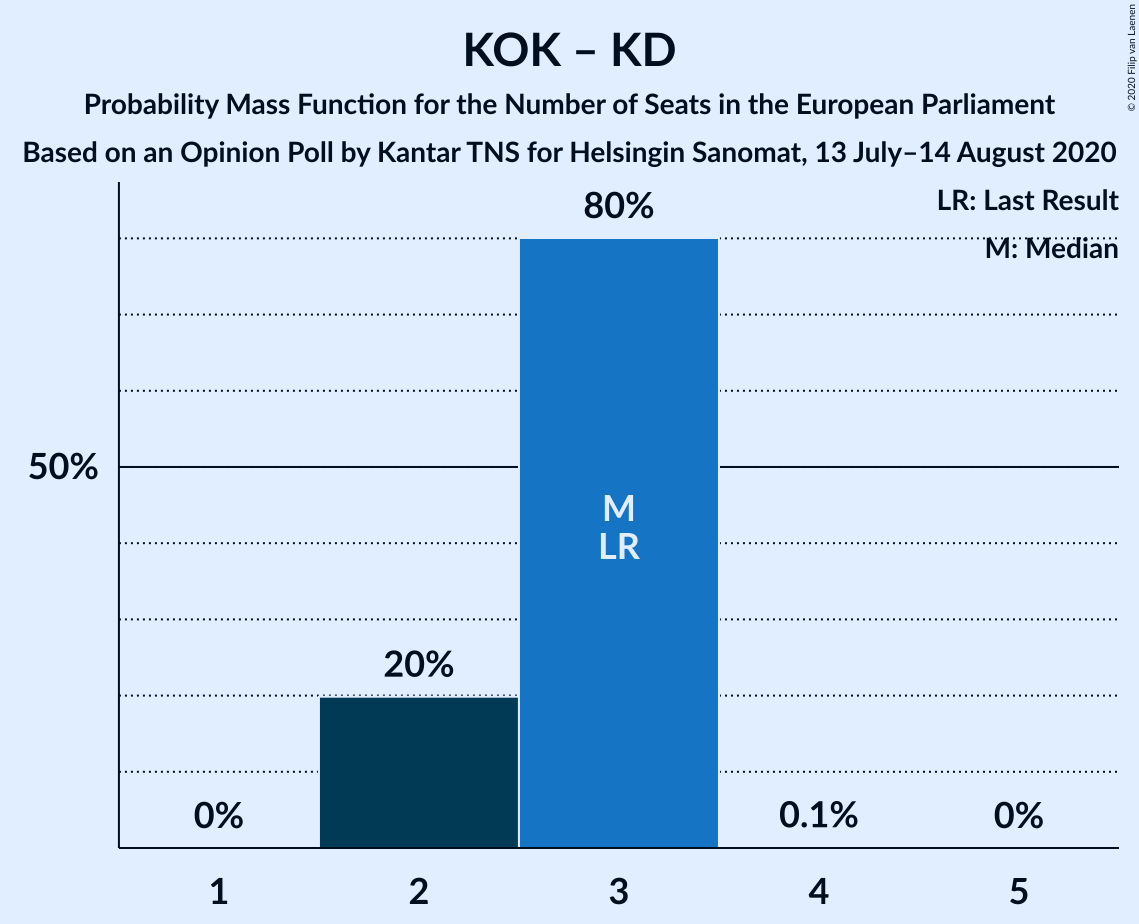 KOK – KD
Probability Mass Function for the Number of Seats in the European Parliament
Based on an Opinion Poll by Kantar TNS for Helsingin Sanomat, 13 July–14 August 2020
© 2020 Filip van Laenen
LR: Last Result
M: Median
80%
50%
M
LR
20%
0%
0.1%
0%
1
2
3
4
5